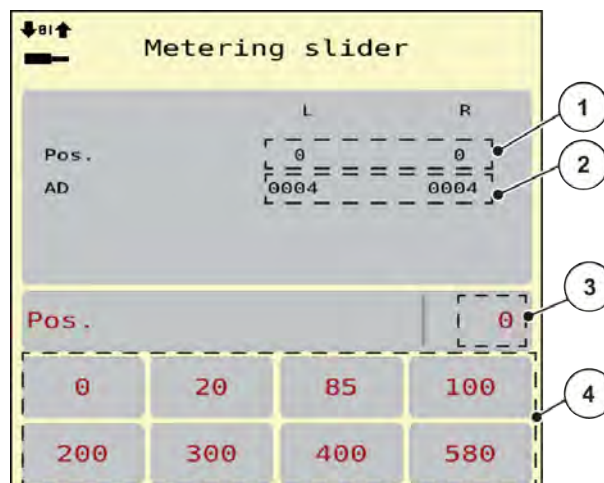 Metering slider
L R
Pos. 0 0
AD 0004 0004
Pos. 0
0 20 85 100
200 300 400 580
1
2
3
4